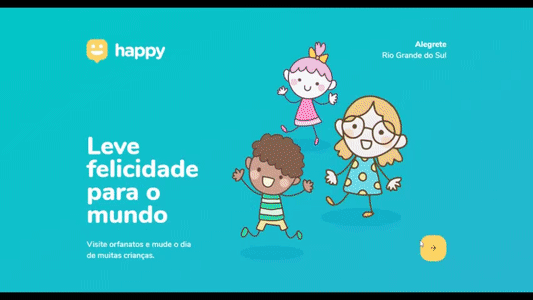 happy
Alegrete
Rio Grande do Sul
Leve
felicidade
para o
mundo
Visite orfanatos e mude o dia
de muitas crianças.